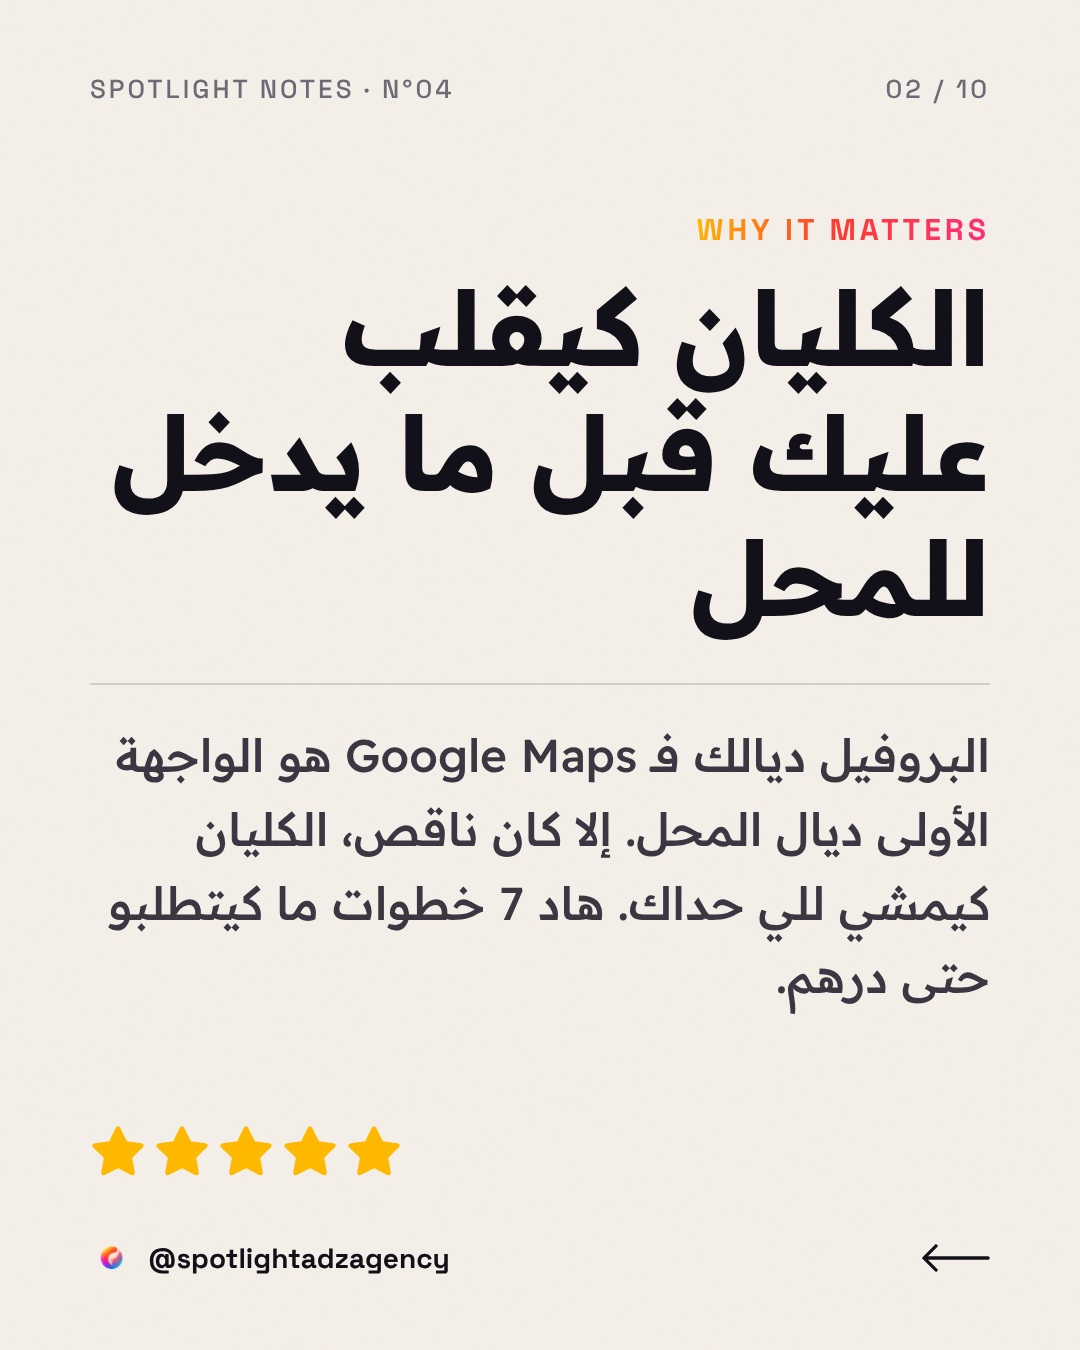 SPOTLIGHT NOTES · N°04
02 / 10
WHY IT MATTERS
الكليان كيقلب
عليك قبل ما يدخل
للمحل
البروفيل ديالك فـ Google Maps هو الواجهة
الأولى ديال المحل. إلا كان ناقص، الكليان
كيمشي للي حداك. هاد 7 خطوات ما كيتطلبو
حتى درهم.
@spotlightadzagency